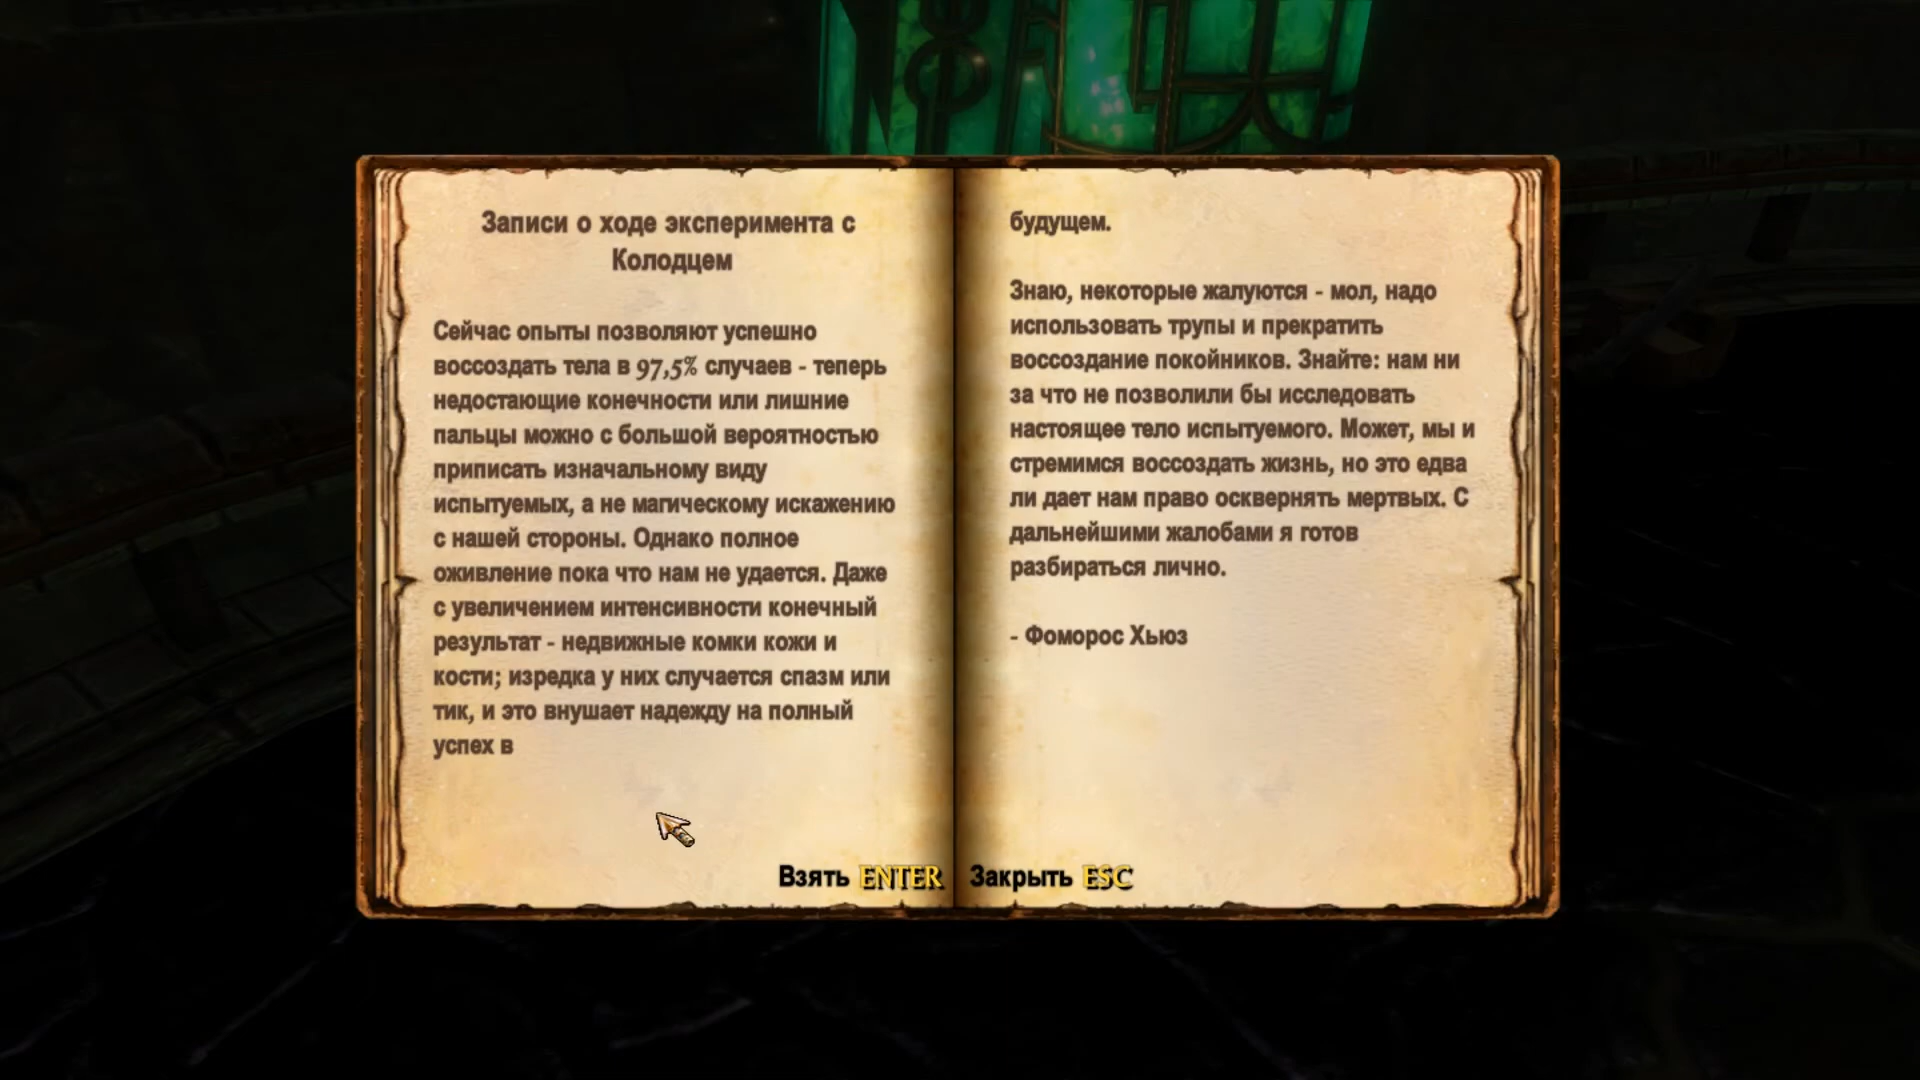 Записи о ходе эксперимента с
Колодцем
Сейчас опыты позволяют успешно
воссоздать тела в 97,5% случаев - теперь
недостающие конечности или лишние
пальцы можно с большой вероятностью
приписать изначальному виду
испытуемых, а не магическому искажению
с нашей стороны. Однако полное
оживление пока что нам не удается. Даже
с увеличением интенсивности конечный
результат - недвижные комки кожи и
кости; изредка у них случается спазм или
тик, и это внушает надежду на полный
успех в
будущем.
Знаю, некоторые жалуются - мол, надо
использовать трупы и прекратить
воссоздание покойников. Знайте: нам ни
за что не позволили бы исследовать
настоящее тело испытуемого. Может, мы и
стремимся воссоздать жизнь, но это едва
ли дает нам право осквернять мертвых. С
дальнейшими жалобами я готов
разбираться лично.
- Фоморос Хьюз
Взять ENTER
Закрыть ESC